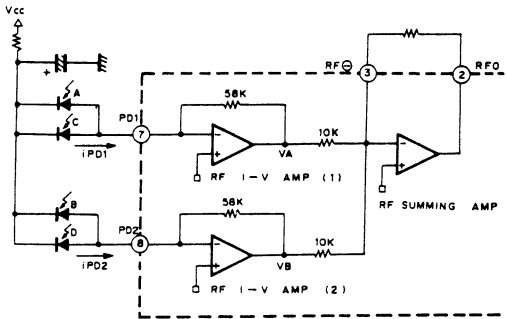 Vcc
+
A
C
iPD1
PD1
7
58K
VA
10K
RF I-V AMP (1)
RF⊖
3
2
RFO
RF SUMMING AMP
B
D
iPD2
PD2
8
58K
VB
10K
RF I-V AMP (2)